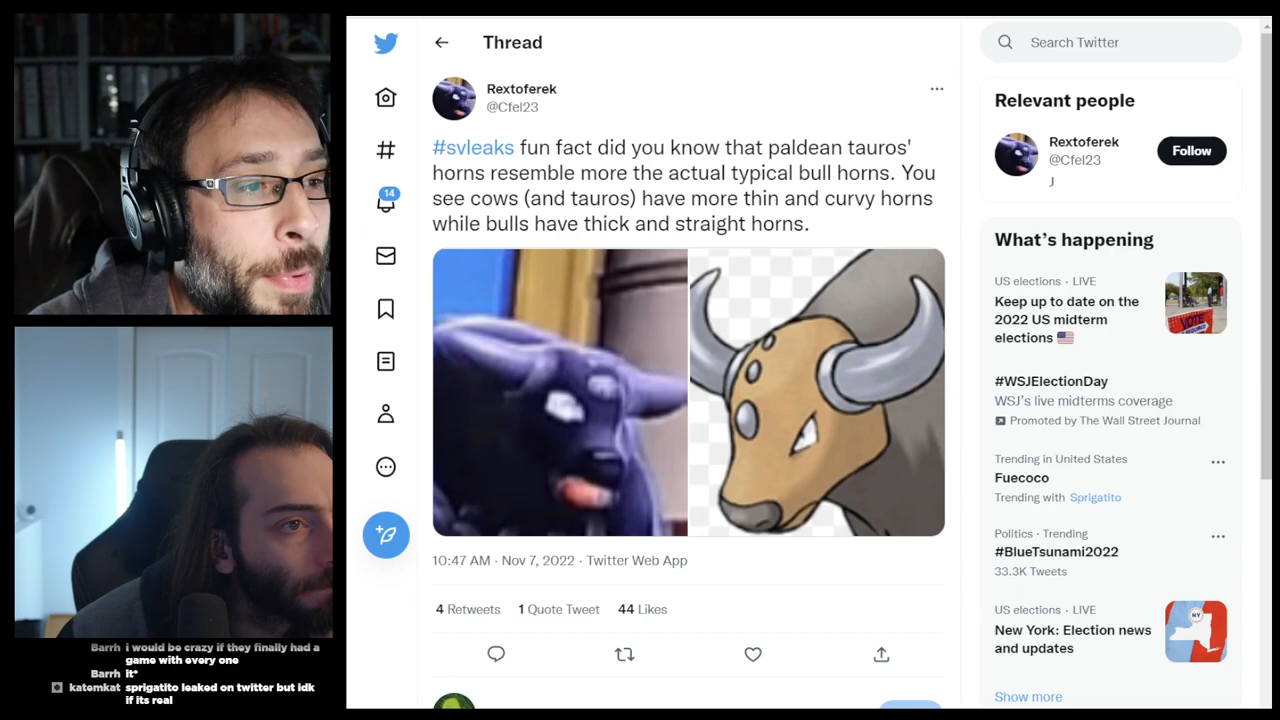 Thread
Search Twitter
Rextoferek
@Cfel23
#svleaks fun fact did you know that paldean tauros'
horns resemble more the actual typical bull horns. You
see cows (and tauros) have more thin and curvy horns
while bulls have thick and straight horns.
10:47 AM · Nov 7, 2022 · Twitter Web App
4 Retweets 1 Quote Tweet 44 Likes
14
Relevant people
Rextoferek
@Cfel23
J
Follow
What's happening
US elections · LIVE
Keep up to date on the
2022 US midterm
elections
VOTE
#WSJElectionDay
WSJ's live midterms coverage
Promoted by The Wall Street Journal
Trending in United States
Fuecoco
Trending with Sprigatito
Politics · Trending
#BlueTsunami2022
33.3K Tweets
US elections · LIVE
New York: Election news
and updates
NY
Show more
Barrh i would be crazy if they finally had a
game with every one
Barrh it*
katemkat sprigatito leaked on twitter but idk
if its real